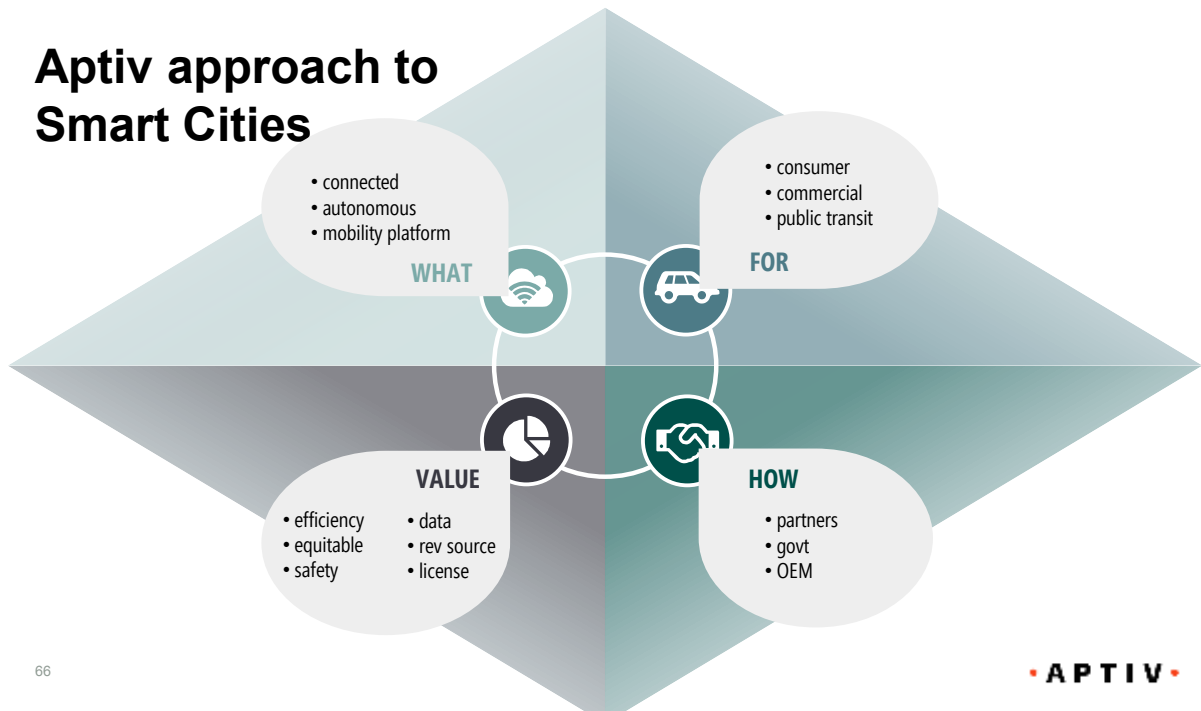 Aptiv approach to
Smart Cities
• connected
• autonomous
• mobility platform
WHAT
• consumer
• commercial
• public transit
FOR
VALUE
• efficiency
• equitable
• safety
• data
• rev source
• license
HOW
• partners
• govt
• OEM
66
• APTIV •